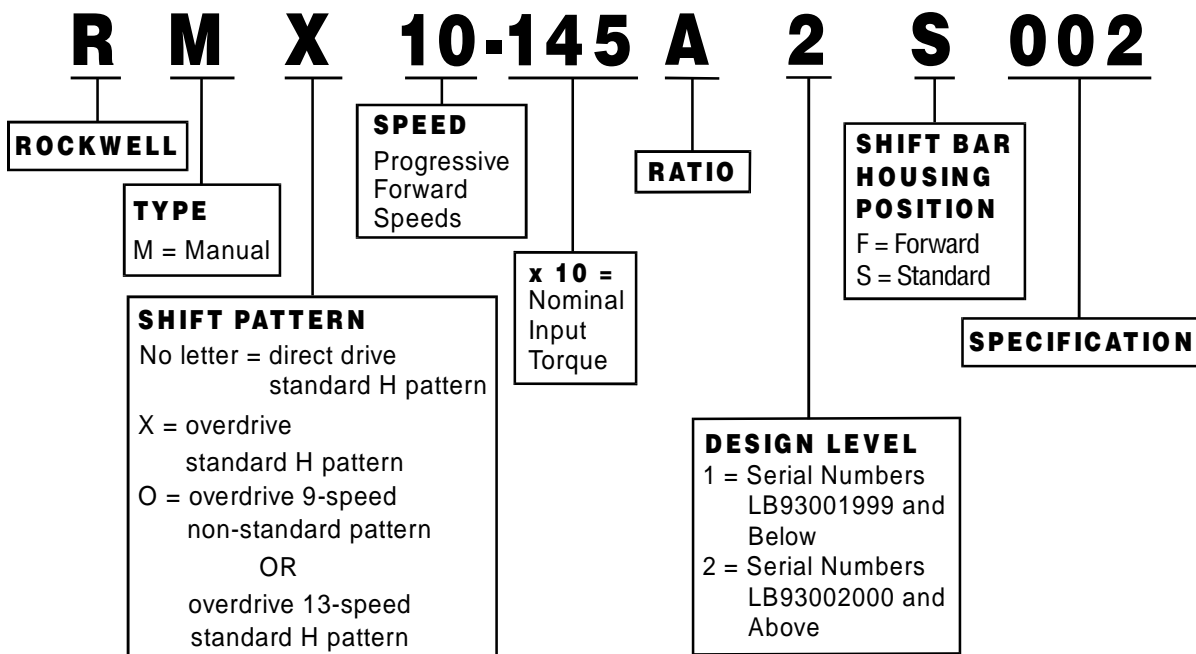 R M X 10-145 A 2 S 002
ROCKWELL
TYPE
M = Manual
SHIFT PATTERN
No letter = direct drive
standard H pattern
X = overdrive
standard H pattern
O = overdrive 9-speed
non-standard pattern
OR
overdrive 13-speed
standard H pattern
SPEED
Progressive
Forward
Speeds
x 10 =
Nominal
Input
Torque
RATIO
DESIGN LEVEL
1 = Serial Numbers
LB93001999 and
Below
2 = Serial Numbers
LB93002000 and
Above
SHIFT BAR
HOUSING
POSITION
F = Forward
S = Standard
SPECIFICATION